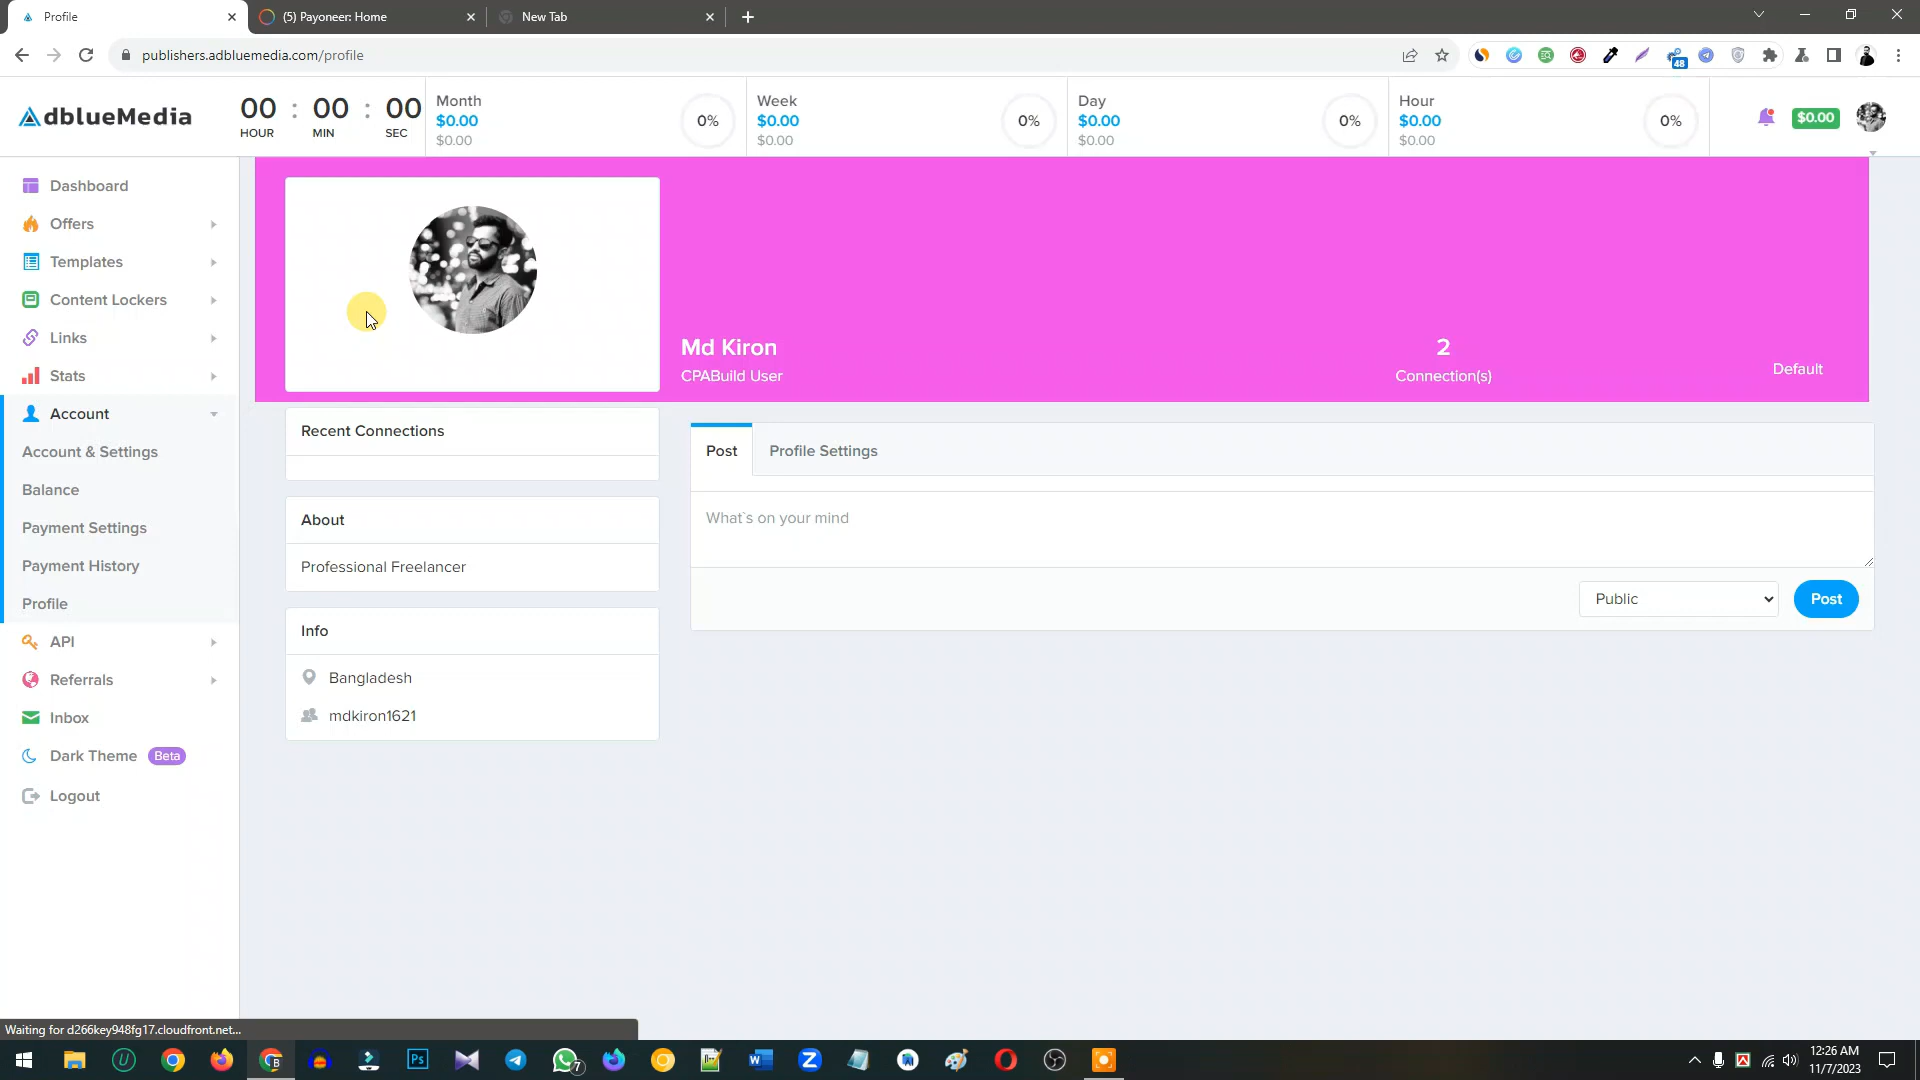 Profile
(5) Payoneer: Home
New Tab
publishers.adbluemedia.com/profile
48
dblueMedia
00 : 00 : 00
HOUR MIN SEC
Month
$0.00
$0.00
0%
Week
$0.00
$0.00
0%
Day
$0.00
$0.00
0%
Hour
$0.00
$0.00
0%
$0.00
Dashboard
Offers
Templates
Content Lockers
Links
Stats
Account
Account & Settings
Balance
Payment Settings
Payment History
Profile
API
Referrals
Inbox
Dark Theme Beta
Logout
Md Kiron
CPABuild User
2
Connection(s)
Default
Recent Connections
About
Professional Freelancer
Info
Bangladesh
mdkiron1621
Post
Profile Settings
What`s on your mind
Public
Post
Waiting for d266key948fg17.cloudfront.net...
B
Ps
7
W
Z
12:26 AM
11/7/2023